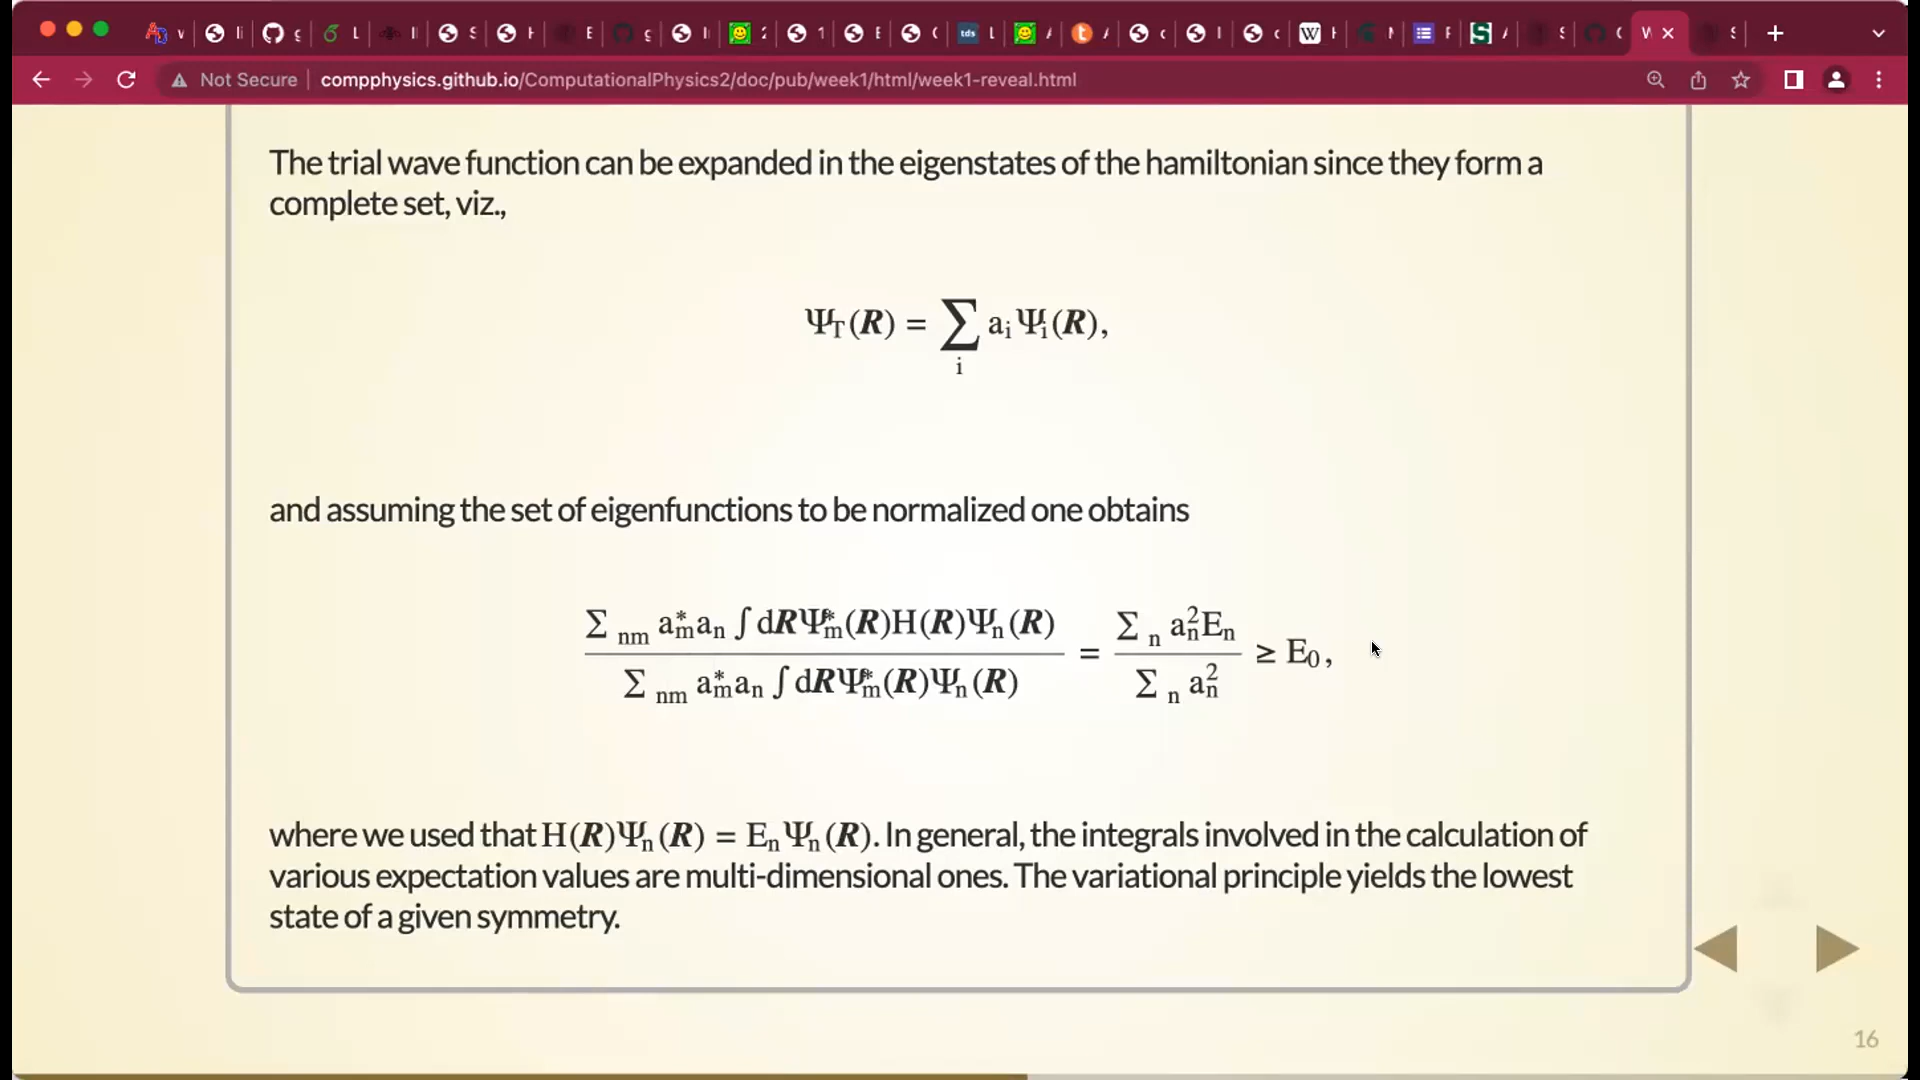 Not Secure | compphysics.github.io/ComputationalPhysics2/doc/pub/week1/html/week1-reveal.html
The trial wave function can be expanded in the eigenstates of the hamiltonian since they form a
complete set, viz.,
Ψ_T(R) = ∑_i a_i Ψ_i(R),
and assuming the set of eigenfunctions to be normalized one obtains
∑_nm a*_m a_n ∫ dR Ψ*_m(R)H(R)Ψ_n(R) / ∑_nm a*_m a_n ∫ dR Ψ*_m(R)Ψ_n(R) = ∑_n a_n^2 E_n / ∑_n a_n^2 ≥ E_0,
where we used that H(R)Ψ_n(R) = E_nΨ_n(R). In general, the integrals involved in the calculation of
various expectation values are multi-dimensional ones. The variational principle yields the lowest
state of a given symmetry.
16